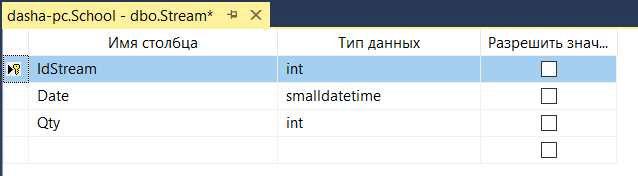 dasha-pc.School - dbo.Stream*
Имя столбца Тип данных Разрешить знач...
IdStream int
Date smalldatetime
Qty int